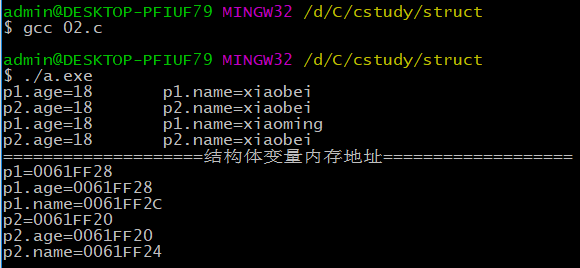 admin@DESKTOP-PFIUF79 MINGW32 /d/C/cstudy/struct
$ gcc 02.c
admin@DESKTOP-PFIUF79 MINGW32 /d/C/cstudy/struct
$ ./a.exe
p1.age=18 p1.name=xiaobei
p2.age=18 p2.name=xiaobei
p1.age=18 p1.name=xiaoming
p2.age=18 p2.name=xiaobei
====================结构体变量内存地址===================
p1=0061FF28
p1.age=0061FF28
p1.name=0061FF2C
p2=0061FF20
p2.age=0061FF20
p2.name=0061FF24